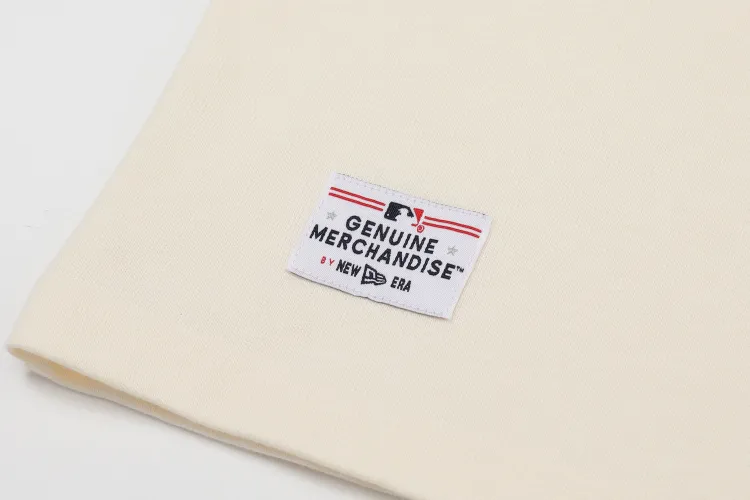 GENUINE
MERCHANDISE™
BY NEW ERA